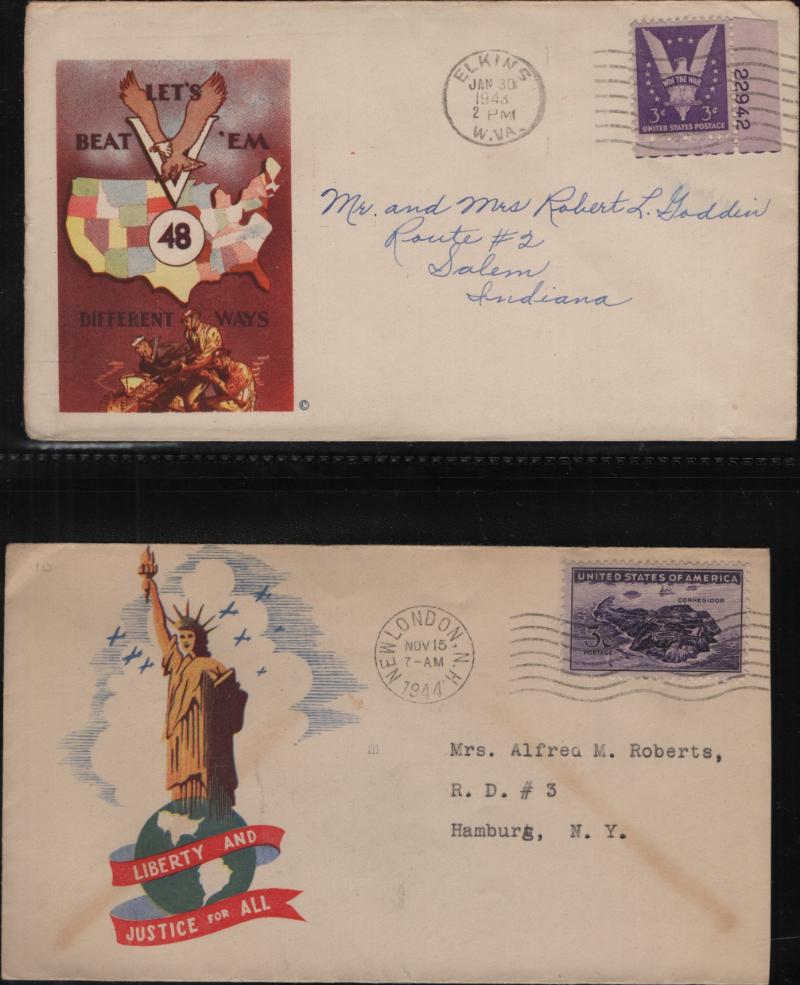 LET'S
BEAT 'EM
48
DIFFERENT WAYS
©
ELKINS
JAN 30
1943
2 PM
W.VA.
WIN THE WAR
3¢ 3¢
UNITED STATES POSTAGE
22942
Mr. and Mrs Robert L. Goddin
Route #2
Salem
Indiana
10
LIBERTY AND
JUSTICE FOR ALL
NEW LONDON, N.H.
NOV 15
7-AM
1944
UNITED STATES OF AMERICA
CORREGIDOR
3¢
POSTAGE
m
Mrs. Alfred M. Roberts,
R. D. # 3
Hamburg, N. Y.